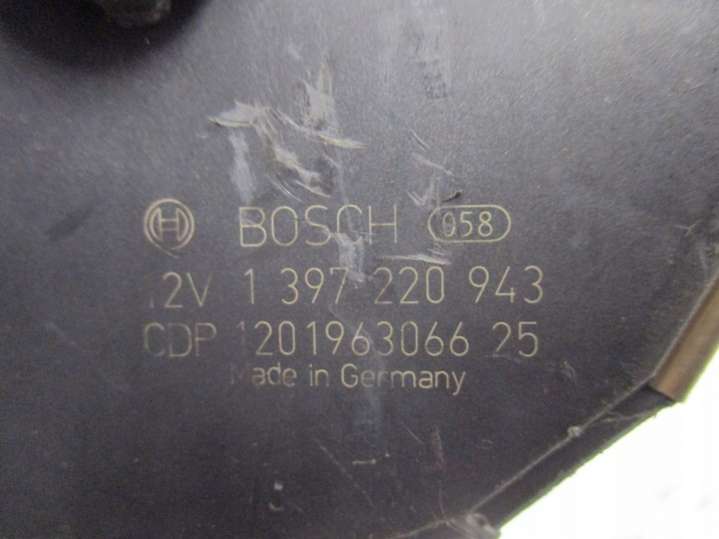 BOSCH 058
12V 1 397 220 943
CDP 1201963066 25
Made in Germany